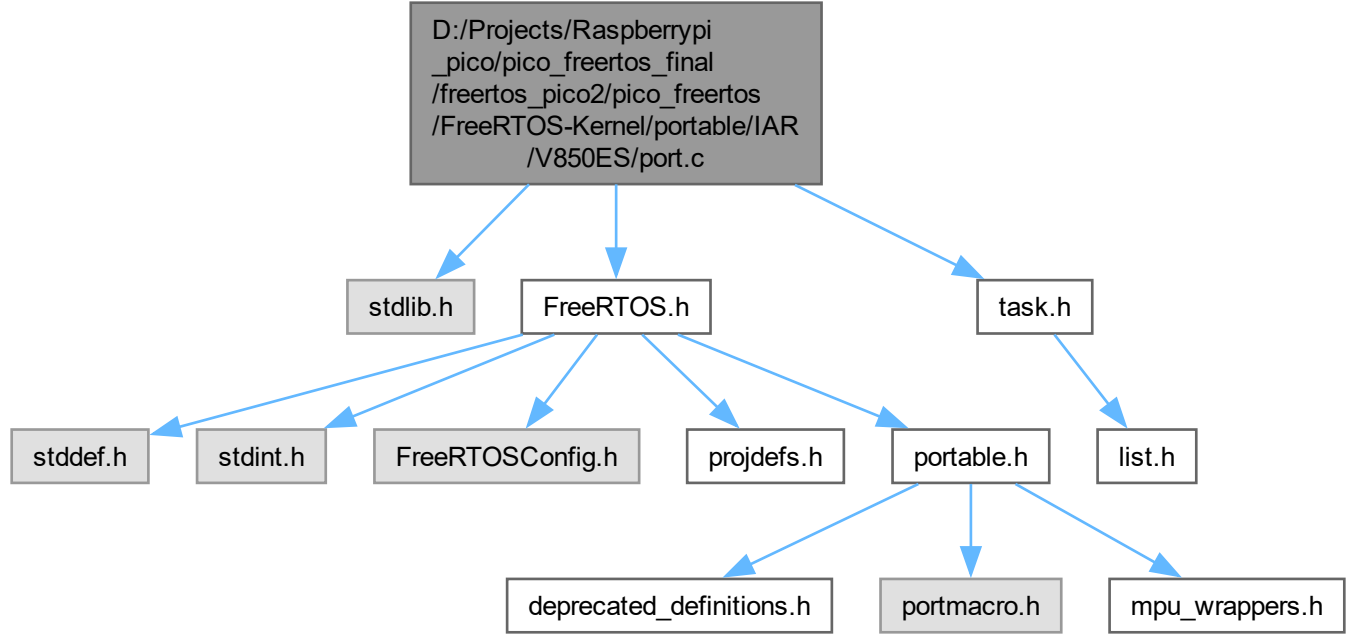 D:/Projects/Raspberrypi
_pico/pico_freertos_final
/freertos_pico2/pico_freertos
/FreeRTOS-Kernel/portable/IAR
/V850ES/port.c
stdlib.h
FreeRTOS.h
task.h
stddef.h
stdint.h
FreeRTOSConfig.h
projdefs.h
portable.h
list.h
deprecated_definitions.h
portmacro.h
mpu_wrappers.h